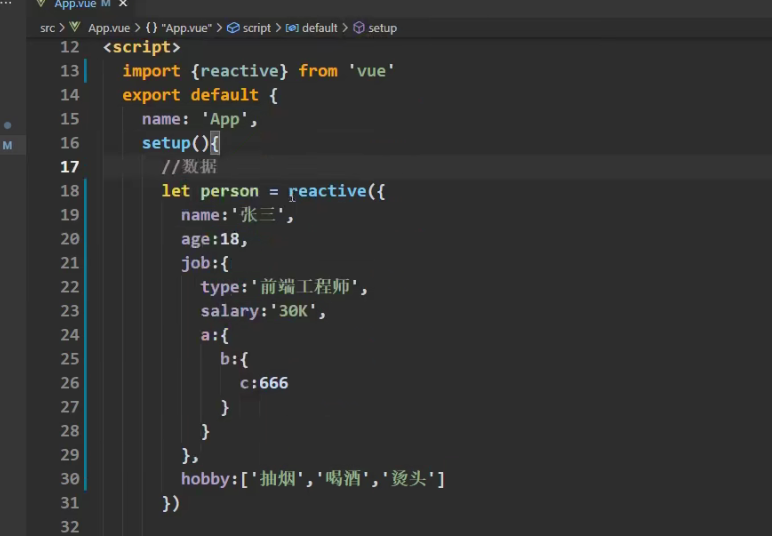 App.vue M ×
src > App.vue > {} "App.vue" > script > default > setup
12 <script>
13 import {reactive} from 'vue'
14 export default {
15 name: 'App',
M 16 setup(){
17 //数据
18 let person = reactive({
19 name:'张三',
20 age:18,
21 job:{
22 type:'前端工程师',
23 salary:'30K',
24 a:{
25 b:{
26 c:666
27 }
28 }
29 },
30 hobby:['抽烟','喝酒','烫头']
31 })
32